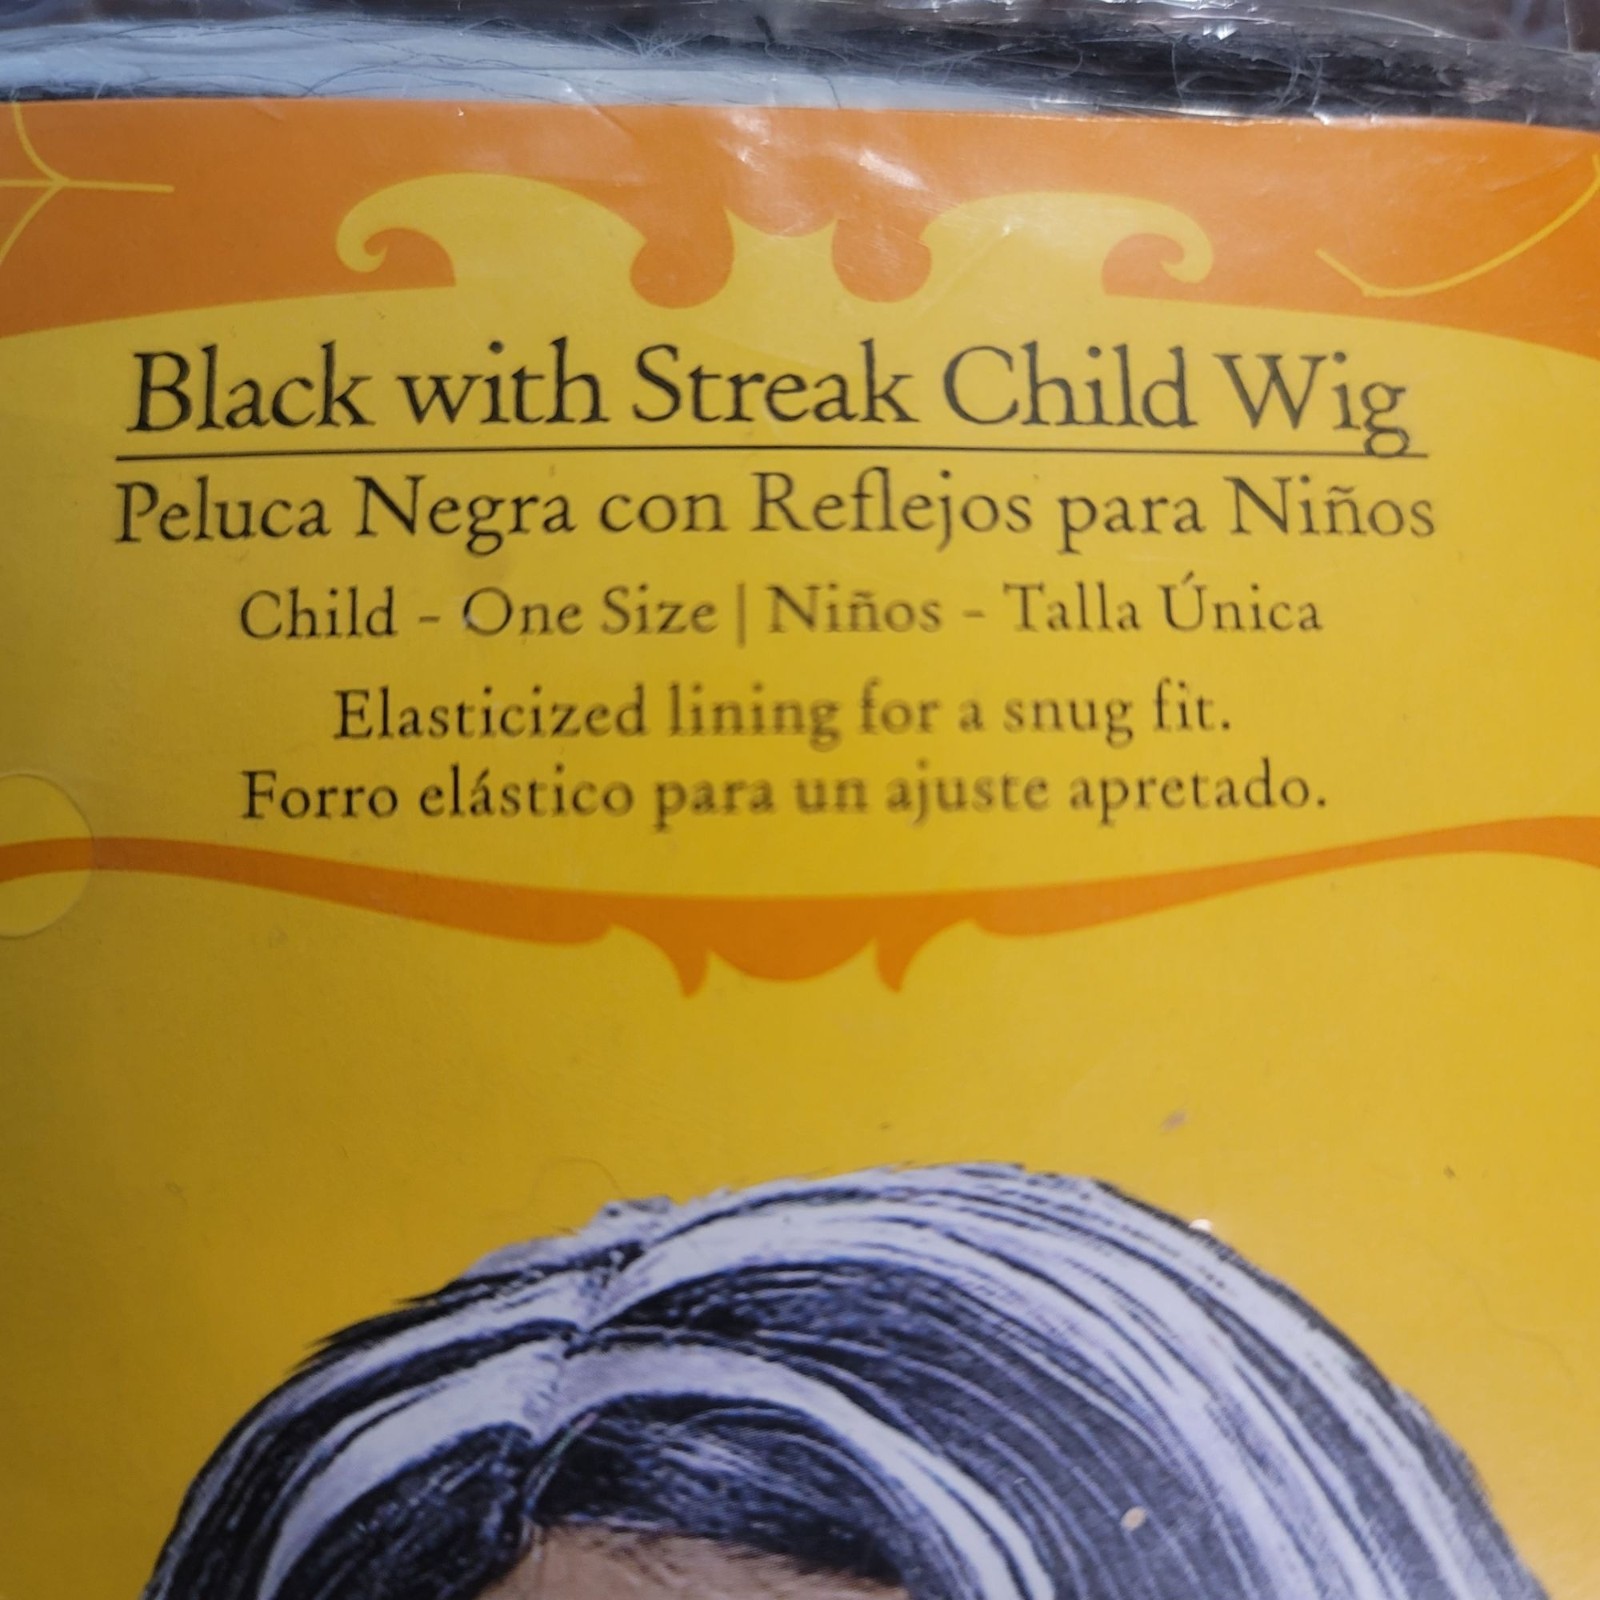 Black with Streak Child Wig
Peluca Negra con Reflejos para Niños
Child - One Size | Niños - Talla Única
Elasticized lining for a snug fit.
Forro elástico para un ajuste apretado.